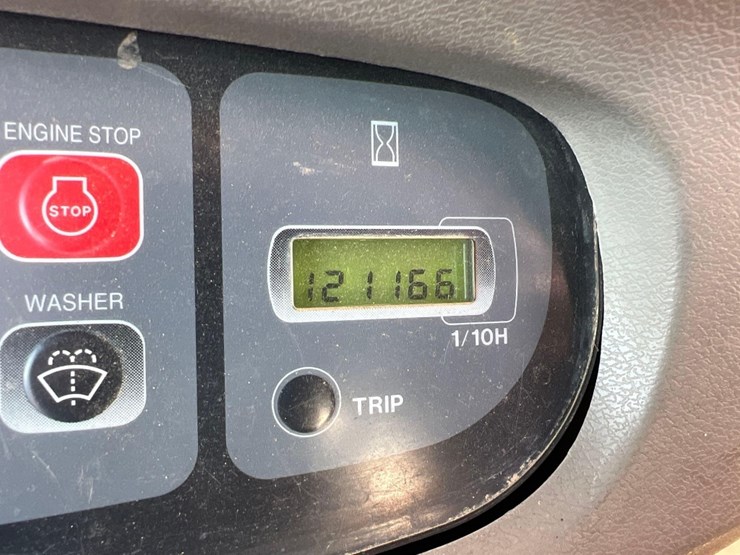 ENGINE STOP
STOP
WASHER
121166
1/10H
TRIP